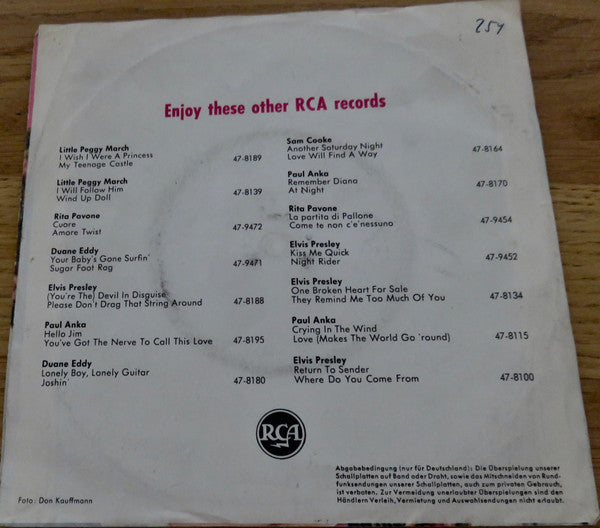 254
Enjoy these other RCA records
Little Peggy March
I Wish I Were A Princess
My Teenage Castle 47-8189
Little Peggy March
I Will Follow Him
Wind Up Doll 47-8139
Rita Pavone
Cuore
Amore Twist 47-9472
Duane Eddy
Your Baby's Gone Surfin'
Sugar Foot Rag 47-9471
Elvis Presley
(You're The) Devil In Disguise
Please Don't Drag That String Around 47-8188
Paul Anka
Hello Jim
You've Got The Nerve To Call This Love 47-8195
Duane Eddy
Lonely Boy, Lonely Guitar
Joshin' 47-8180
Sam Cooke
Another Saturday Night
Love Will Find A Way 47-8164
Paul Anka
Remember Diana
At Night 47-8170
Rita Pavone
La partita di Pallone
Come te non c'e'nessuno 47-9454
Elvis Presley
Kiss Me Quick
Night Rider 47-9452
Elvis Presley
One Broken Heart For Sale
They Remind Me Too Much Of You 47-8134
Paul Anka
Crying In The Wind
Love (Makes The World Go 'round) 47-8115
Elvis Presley
Return To Sender
Where Do You Come From 47-8100
RCA
Foto: Don Kauffmann
Abgabebedingung (nur für Deutschland): Die Überspielung unserer
Schallplatten auf Band oder Draht, sowie das Mitschneiden von Rund-
funksendungen unserer Schallplatten, auch zum privaten Gebrauch,
ist verboten. Zur Vermeidung unerlaubter Überspielungen sind den
Händlern Verleih, Vermietung und Auswahlsendungen nicht erlaubt.